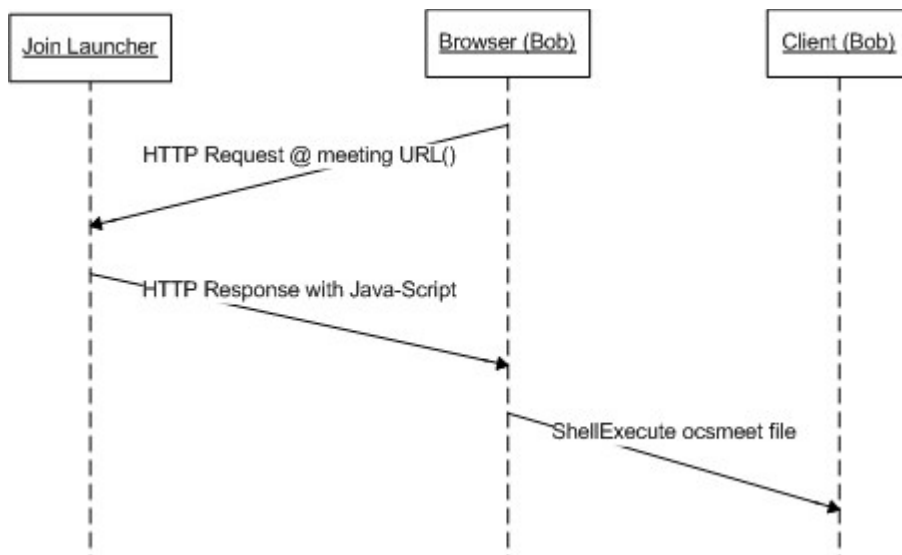 Join Launcher
Browser (Bob)
Client (Bob)
HTTP Request @ meeting URL()
HTTP Response with Java-Script
ShellExecute ocsmeet file